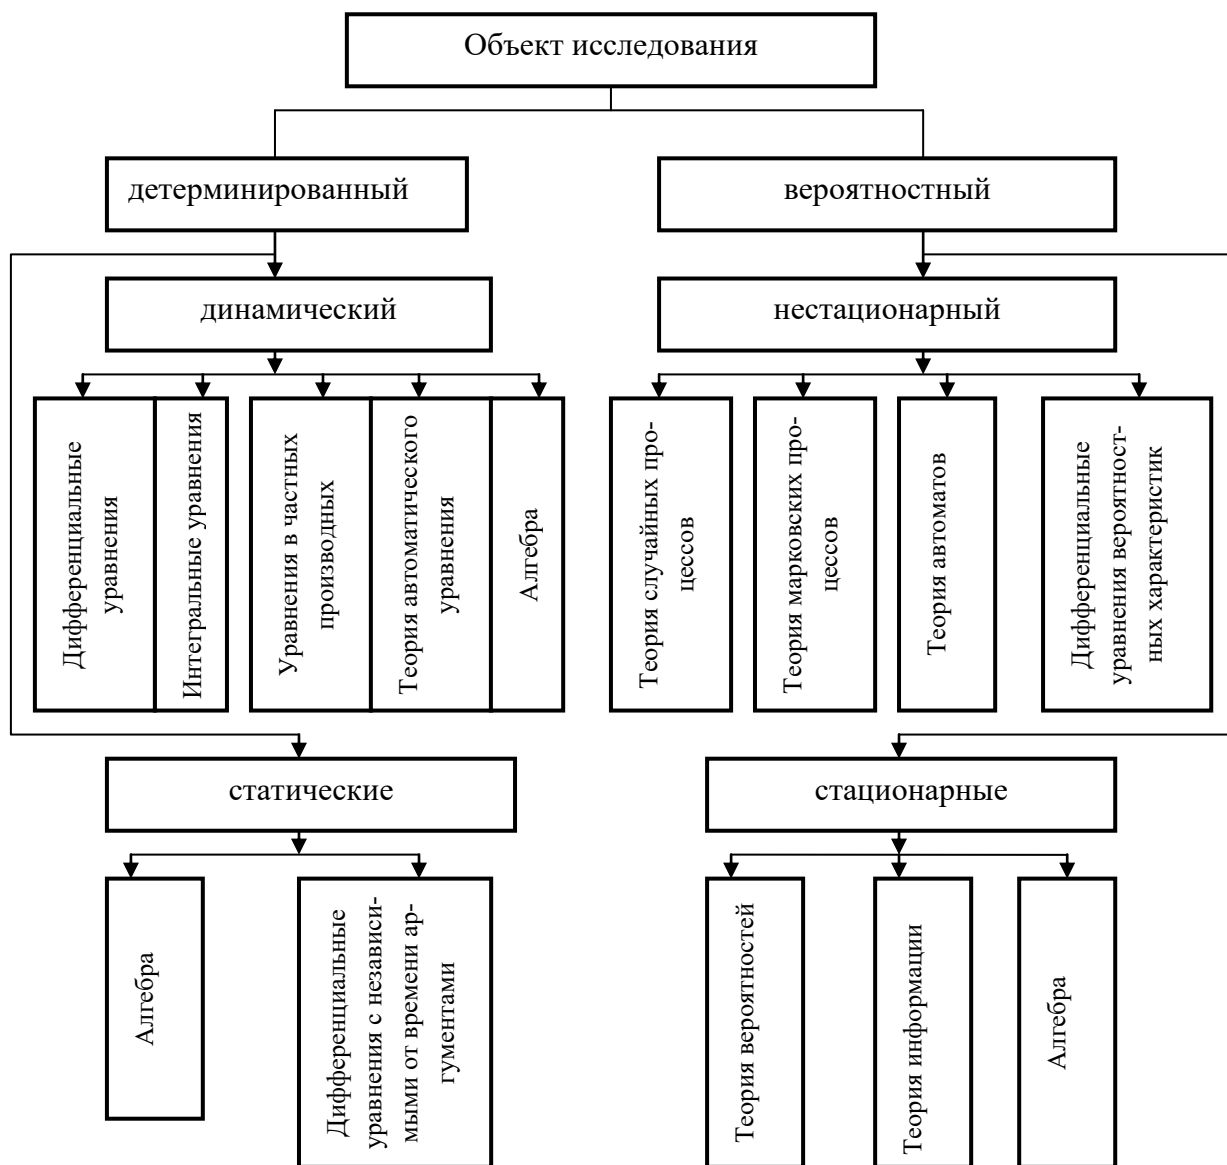 Объект исследования
детерминированный
вероятностный
динамический
нестационарный
Дифференциальные
уравнения
Интегральные уравнения
Уравнения в частных
производных
Теория автоматического
уравнения
Алгебра
Теория случайных про-
цессов
Теория марковских про-
цессов
Теория автоматов
Дифференциальные
уравнения вероятност-
ных характеристик
статические
стационарные
Алгебра
Дифференциальные
уравнения с независи-
мыми от времени ар-
гументами
Теория вероятностей
Теория информации
Алгебра